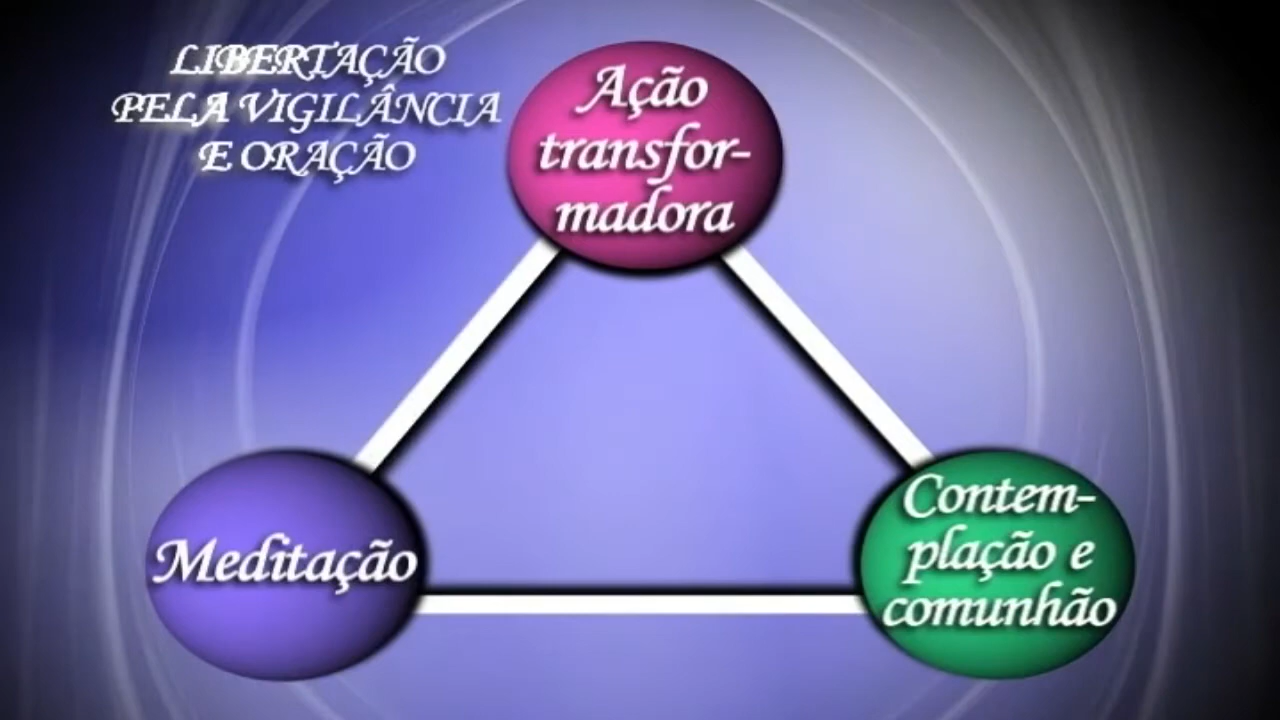 LIBERTAÇÃO
PELA VIGILÂNCIA
E ORAÇÃO
Ação
transfor-
madora
Meditação
Contem-
plação e
comunhão